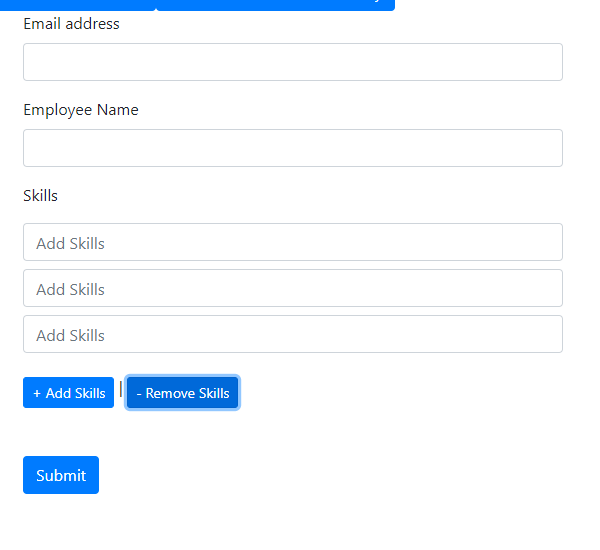 Email address
Employee Name
Skills
Add Skills
Add Skills
Add Skills
+ Add Skills | - Remove Skills
Submit